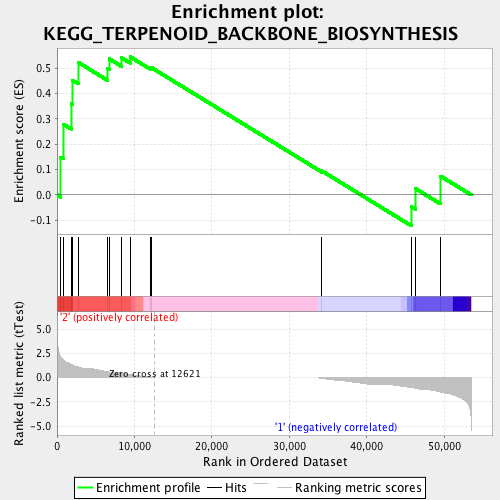 Enrichment plot:
KEGG_TERPENOID_BACKBONE_BIOSYNTHESIS
Enrichment score (ES)
0.5
0.4
0.3
0.2
0.1
0.0
-0.1
'2' (positively correlated)
Ranked list metric (tTest)
5.0
2.5
0.0
-2.5
-5.0
Zero cross at 12621
'1' (negatively correlated)
0 10,000 20,000 30,000 40,000 50,000
Rank in Ordered Dataset
Enrichment profile Hits Ranking metric scores